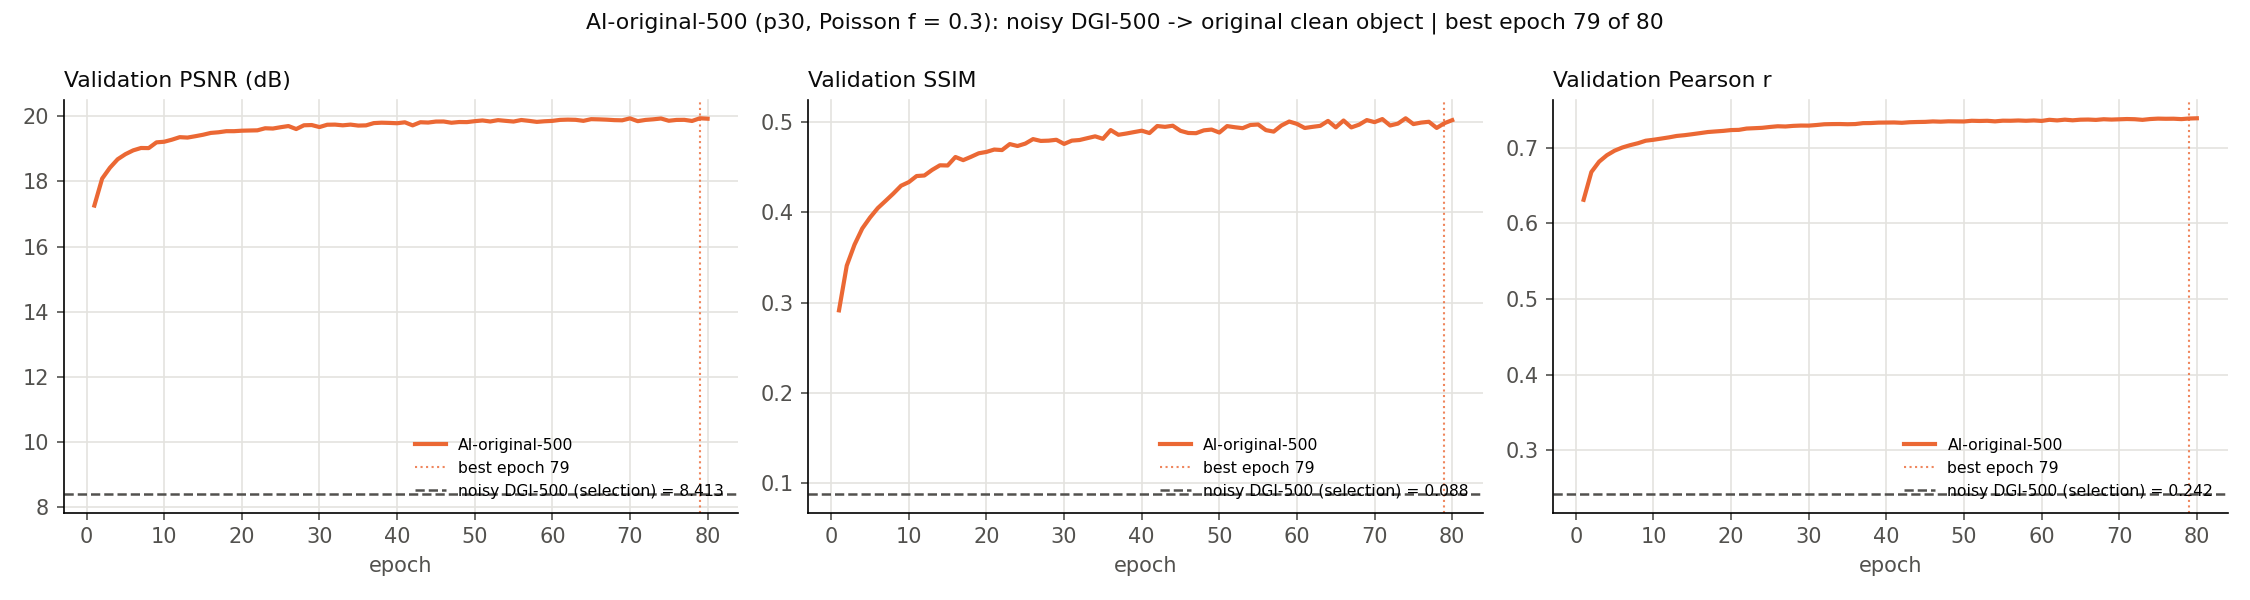 AI-original-500 (p30, Poisson f = 0.3): noisy DGI-500 -> original clean object | best epoch 79 of 80
Validation PSNR (dB)
20
18
16
14
12
10
8
AI-original-500
best epoch 79
noisy DGI-500 (selection) = 8.413
0 10 20 30 40 50 60 70 80
epoch
Validation SSIM
0.5
0.4
0.3
0.2
0.1
AI-original-500
best epoch 79
noisy DGI-500 (selection) = 0.088
0 10 20 30 40 50 60 70 80
epoch
Validation Pearson r
0.7
0.6
0.5
0.4
0.3
AI-original-500
best epoch 79
noisy DGI-500 (selection) = 0.242
0 10 20 30 40 50 60 70 80
epoch